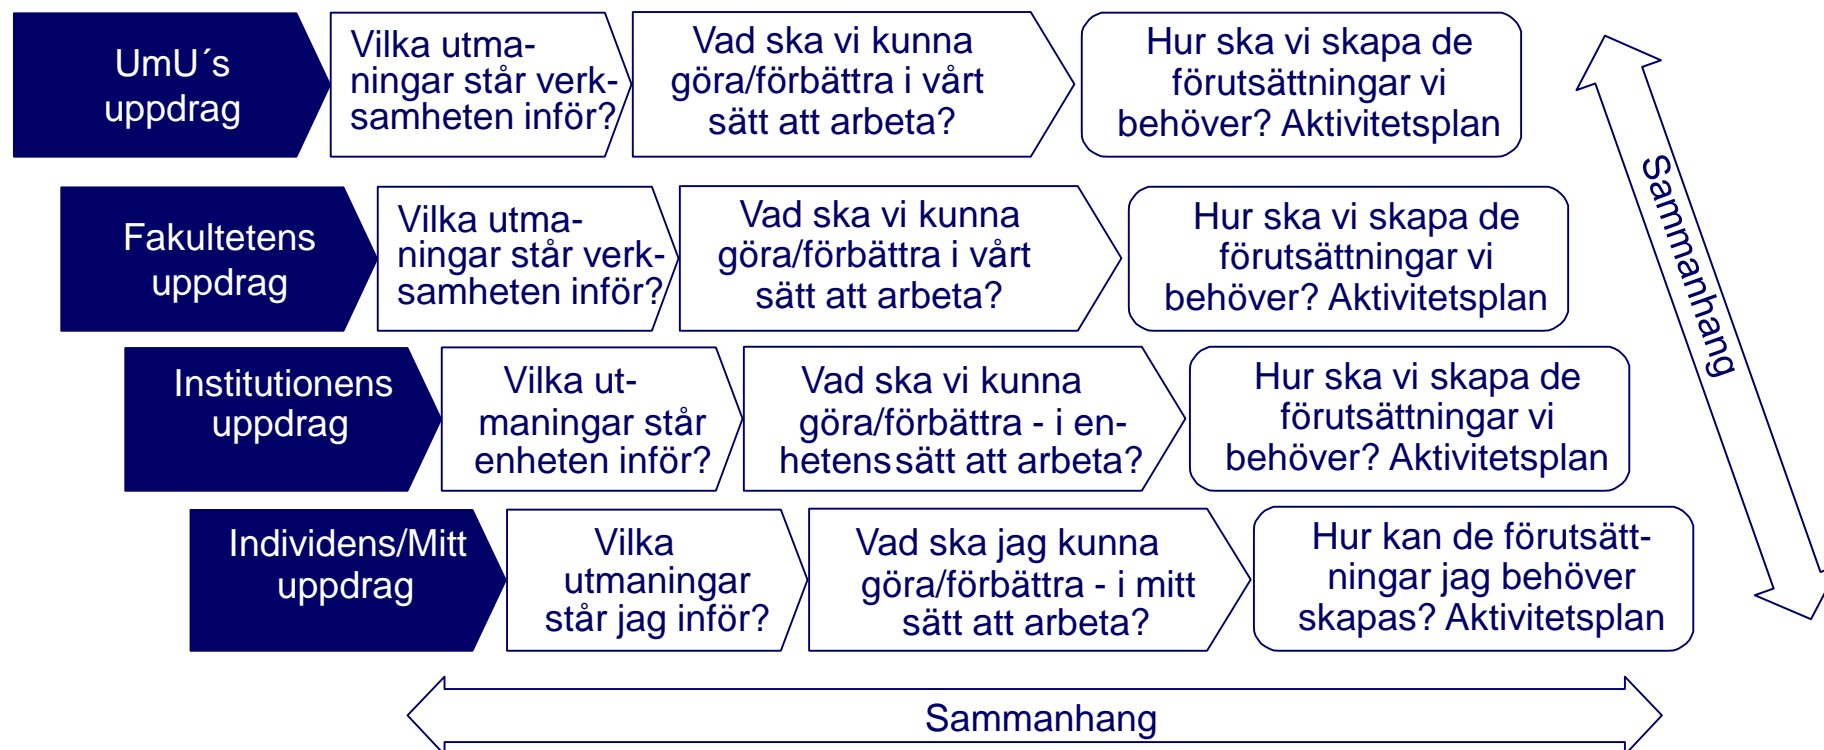 UmU´s
uppdrag
Vilka utma-
ningar står verk-
samheten inför?
Vad ska vi kunna
göra/förbättra i vårt
sätt att arbeta?
Hur ska vi skapa de
förutsättningar vi
behöver? Aktivitetsplan
Fakultetens
uppdrag
Vilka utma-
ningar står verk-
samheten inför?
Vad ska vi kunna
göra/förbättra i vårt
sätt att arbeta?
Hur ska vi skapa de
förutsättningar vi
behöver? Aktivitetsplan
Institutionens
uppdrag
Vilka ut-
maningar står
enheten inför?
Vad ska vi kunna
göra/förbättra - i en-
hetens sätt att arbeta?
Hur ska vi skapa de
förutsättningar vi
behöver? Aktivitetsplan
Individens/Mitt
uppdrag
Vilka
utmaningar
står jag inför?
Vad ska jag kunna
göra/förbättra - i mitt
sätt att arbeta?
Hur kan de förutsätt-
ningar jag behöver
skapas? Aktivitetsplan
Sammanhang
Sammanhang